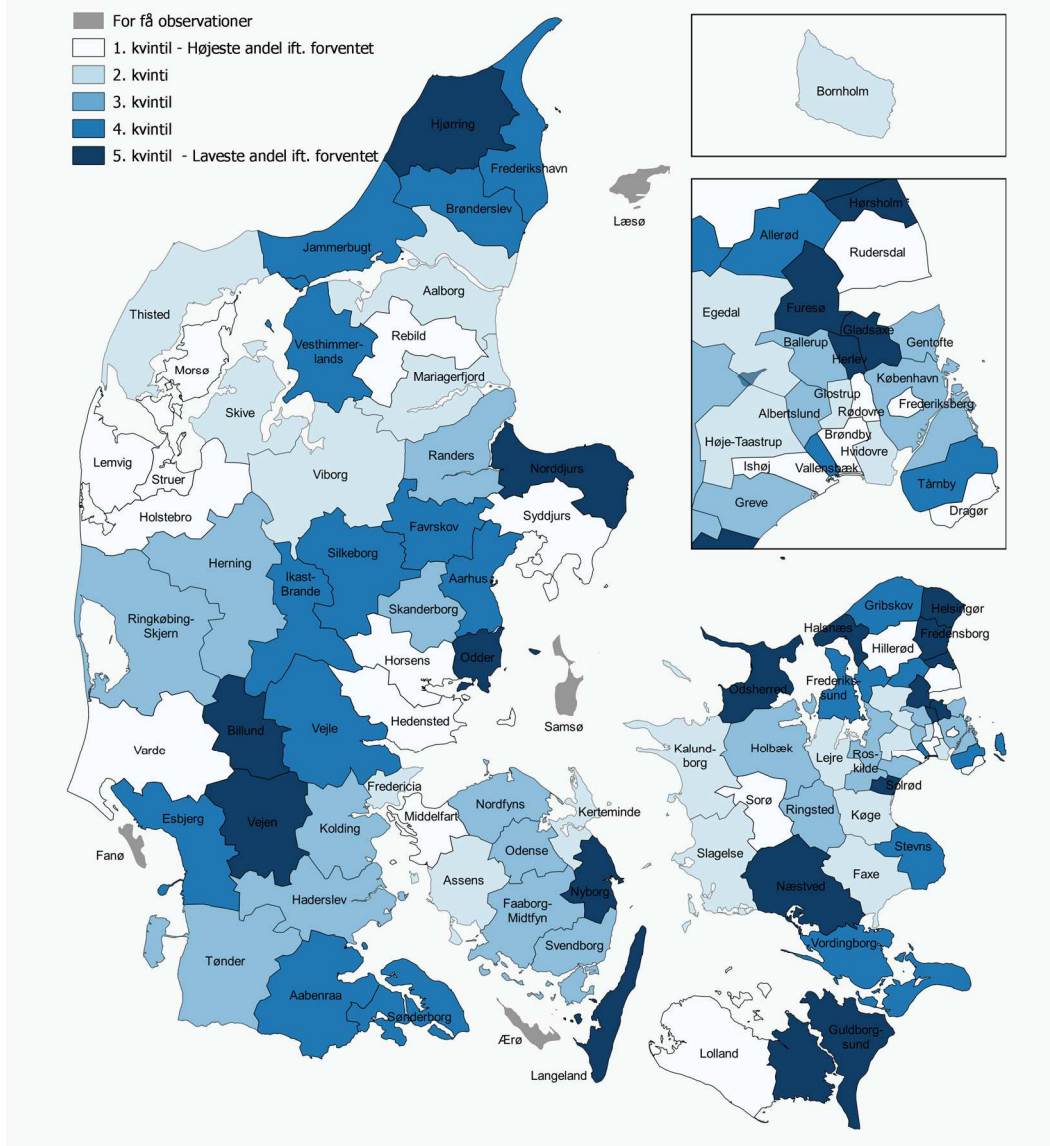 For få observationer
1. kvintil - Højeste andel ift. forventet
2. kvinti
3. kvintil
4. kvintil
5. kvintil - Laveste andel ift. forventet
Bornholm
Hjørring
Frederikshavn
Læsø
Brønderslev
Jammerbugt
Aalborg
Thisted
Rebild
Vesthimmer-
lands
Morsø
Mariagerfjord
Skive
Randers
Lemvig
Viborg
Norddjurs
Struer
Holstebro
Syddjurs
Favrskov
Silkeborg
Herning
Ikast-
Brande
Aarhus
Skanderborg
Ringkøbing-
Skjern
Horsens
Odder
Hedensted
Samsø
Billund
Vejle
Varde
Fredericia
Esbjerg
Vejen
Kolding
Middelfart
Nordfyns
Kerteminde
Fanø
Odense
Assens
Nyborg
Haderslev
Faaborg-
Midtfyn
Svendborg
Tønder
Aabenraa
Sønderborg
Ærø
Langeland
Hørsholm
Allerød
Rudersdal
Egedal
Furesø
Gladsaxe
Ballerup
Gentofte
Herlev
København
Glostrup
Frederiksberg
Albertslund
Rødovre
Brøndby
Høje-Taastrup
Hvidovre
Ishøj
Vallensbæk
Tårnby
Greve
Dragør
Gribskov
Helsingør
Halsnæs
Fredensborg
Hillerød
Odsherred
Frederiks-
sund
Kalund-
borg
Holbæk
Lejre
Ros-
kilde
Solrød
Sorø
Ringsted
Køge
Slagelse
Stevns
Næstved
Faxe
Vordingborg
Guldborg-
sund
Lolland